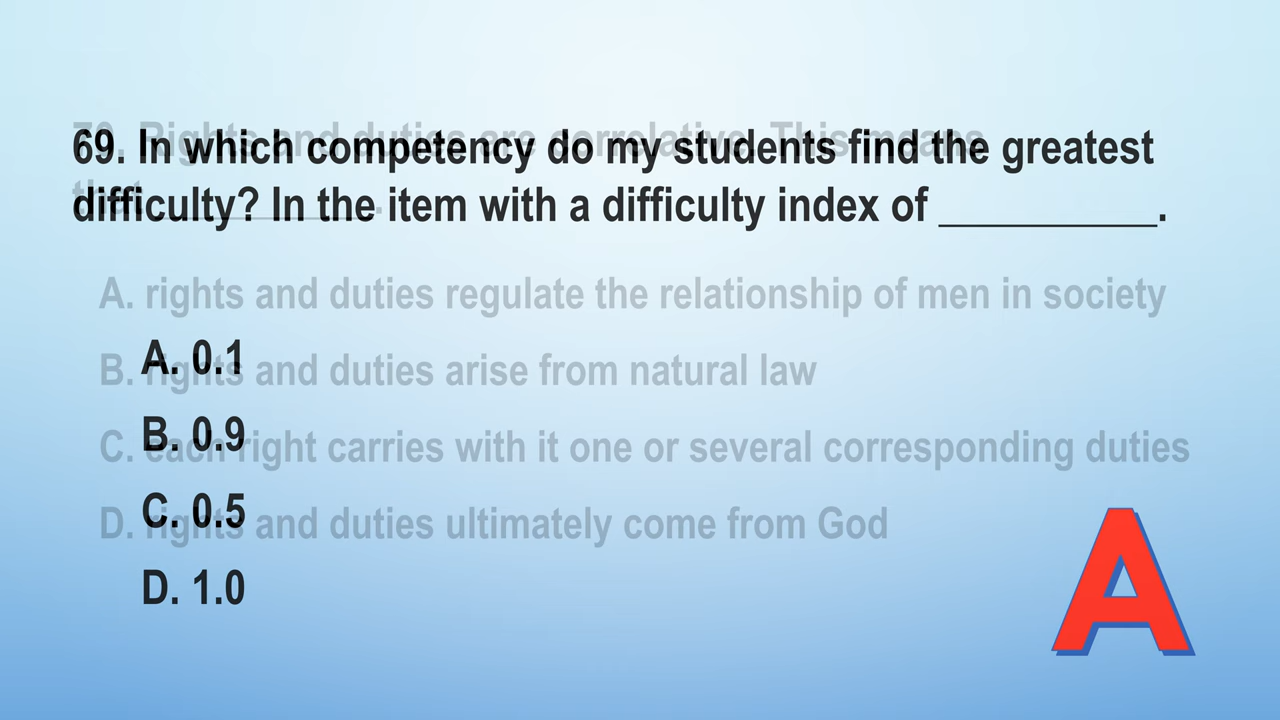 69. In which competency do my students find the greatest
difficulty? In the item with a difficulty index of __________.
A. 0.1
B. 0.9
C. 0.5
D. 1.0
A
Rights and duties are correlative. This means
that __________.
A. rights and duties regulate the relationship of men in society
B. rights and duties arise from natural law
C. each right carries with it one or several corresponding duties
D. rights and duties ultimately come from God